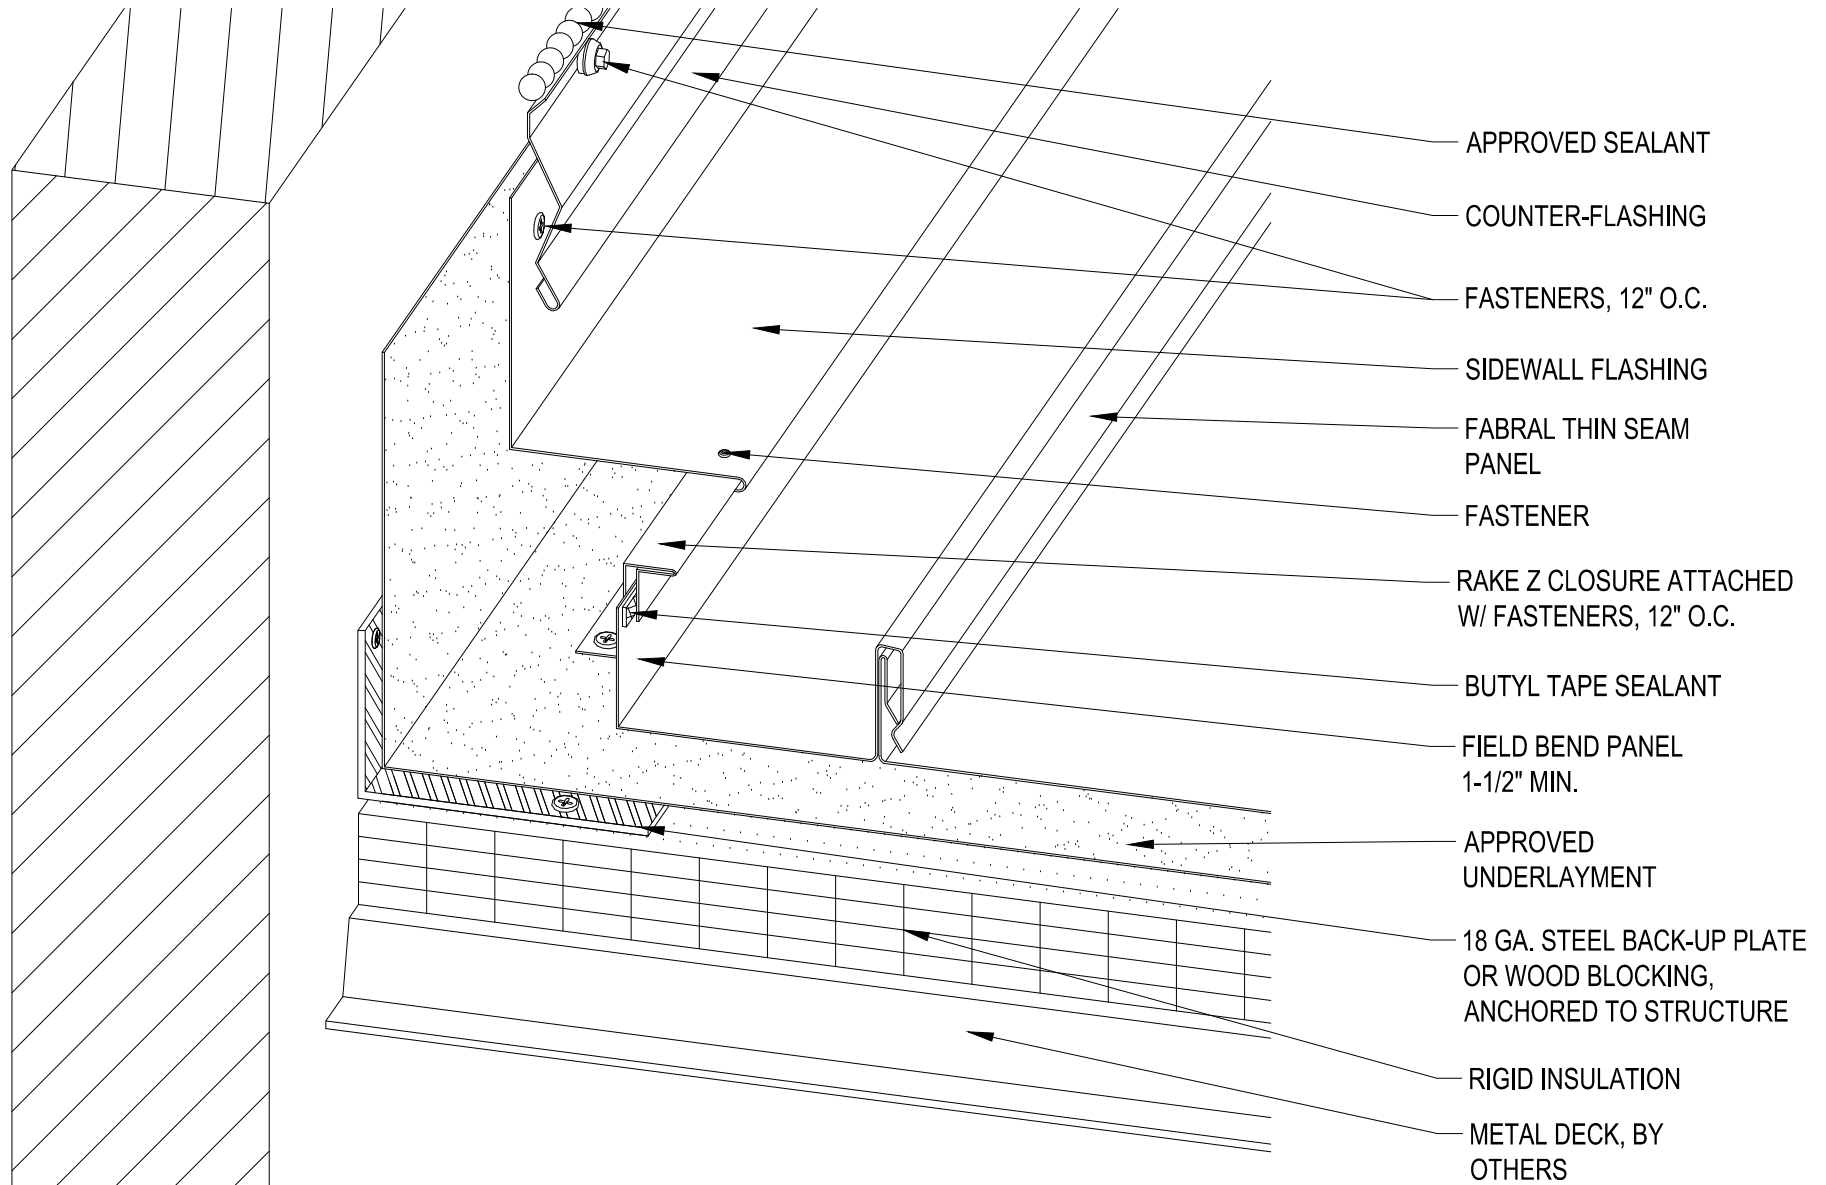 APPROVED SEALANT
COUNTER-FLASHING
FASTENERS, 12" O.C.
SIDEWALL FLASHING
FABRAL THIN SEAM
PANEL
FASTENER
RAKE Z CLOSURE ATTACHED
W/ FASTENERS, 12" O.C.
BUTYL TAPE SEALANT
FIELD BEND PANEL
1-1/2" MIN.
APPROVED
UNDERLAYMENT
18 GA. STEEL BACK-UP PLATE
OR WOOD BLOCKING,
ANCHORED TO STRUCTURE
RIGID INSULATION
METAL DECK, BY
OTHERS